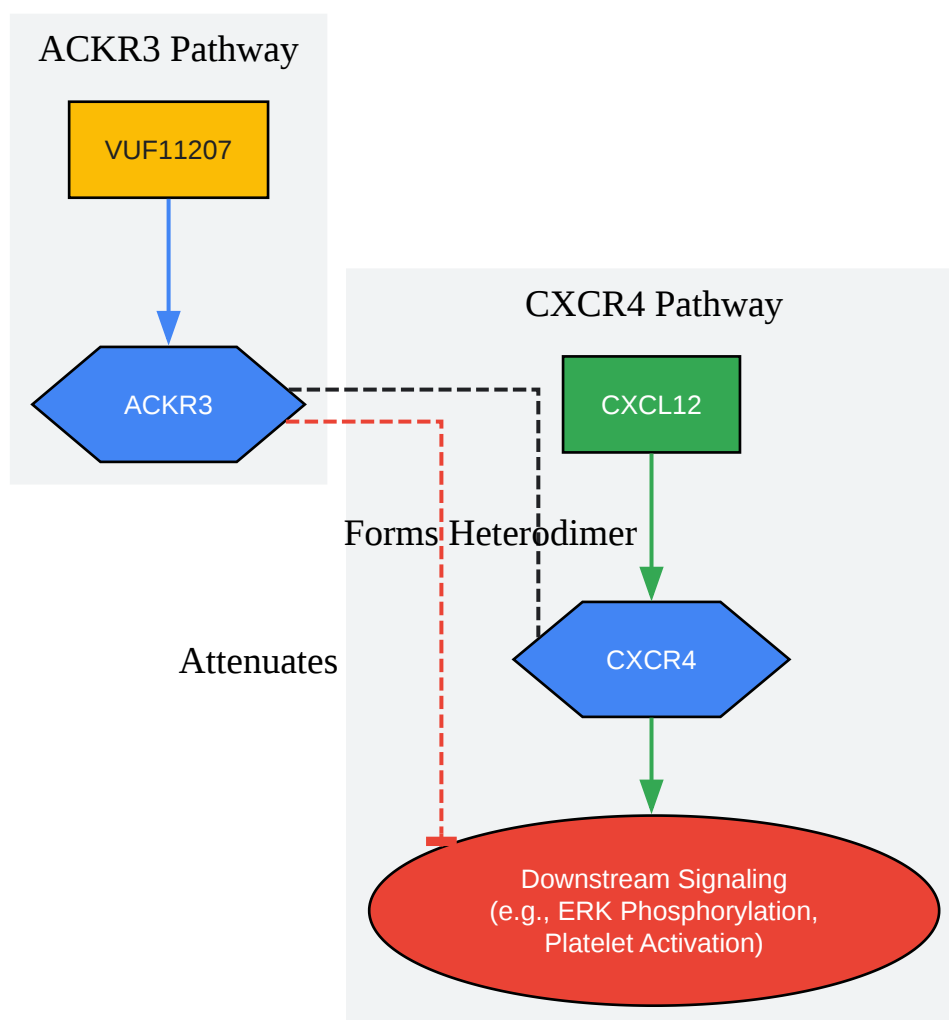 ACKR3 Pathway
VUF11207
ACKR3
CXCR4 Pathway
CXCL12
Forms Heterodimer
Attenuates
CXCR4
Downstream Signaling
(e.g., ERK Phosphorylation,
Platelet Activation)